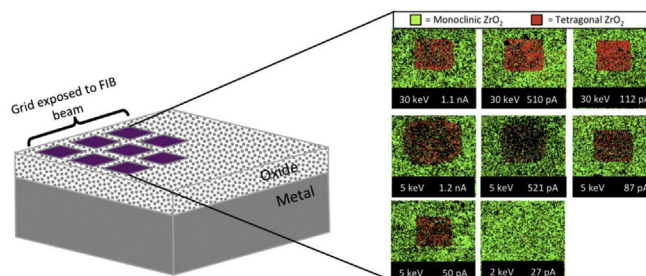 = Monoclinic ZrO2 = Tetragonal ZrO2
Grid exposed to FIB
beam
Oxide
Metal
30 keV 1.1 nA
30 keV 510 pA
30 keV 112 pA
5 keV 1.2 nA
5 keV 521 pA
5 keV 87 pA
5 keV 50 pA
2 keV 27 pA